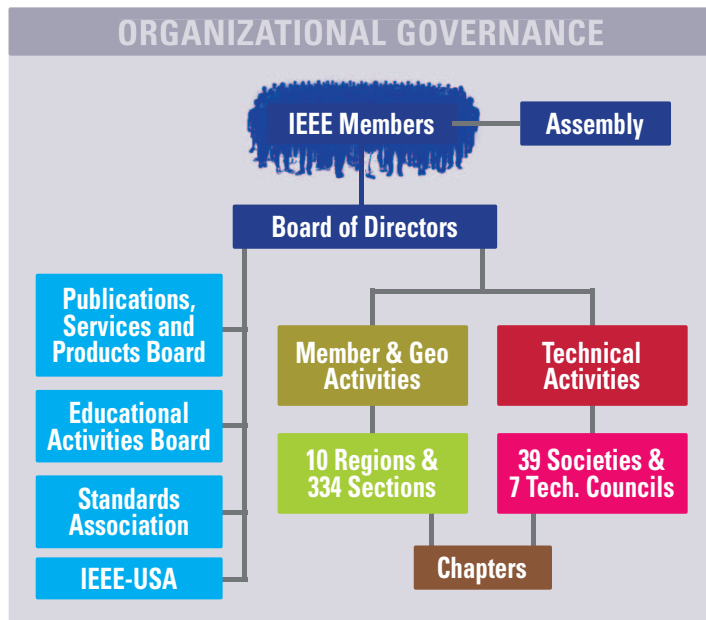 ORGANIZATIONAL GOVERNANCE
IEEE Members
Assembly
Board of Directors
Publications,
Services and
Products Board
Educational
Activities Board
Standards
Association
IEEE-USA
Member & Geo
Activities
Technical
Activities
10 Regions &
334 Sections
39 Societies &
7 Tech. Councils
Chapters